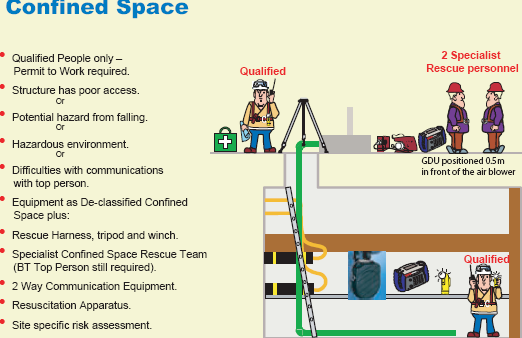 Confined Space
Qualified People only –
Permit to Work required.
Structure has poor access.
Or
Potential hazard from falling.
Or
Hazardous environment.
Or
Difficulties with communications
with top person.
Equipment as De-classified Confined
Space plus:
Rescue Harness, tripod and winch.
Specialist Confined Space Rescue Team
(BT Top Person still required).
2 Way Communication Equipment.
Resuscitation Apparatus.
Site specific risk assessment.
Qualified
2 Specialist
Rescue personnel
GDU positioned 0.5m
in front of the air blower
Qualified